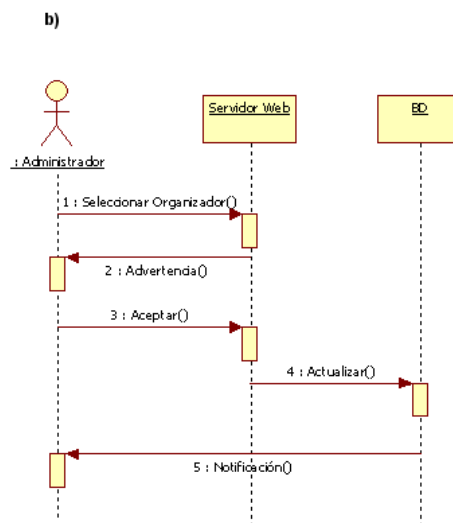 b)
Servidor Web
BD
: Administrador
1 : Seleccionar Organizador()
2 : Advertencia()
3 : Aceptar()
4 : Actualizar()
5 : Notificación()